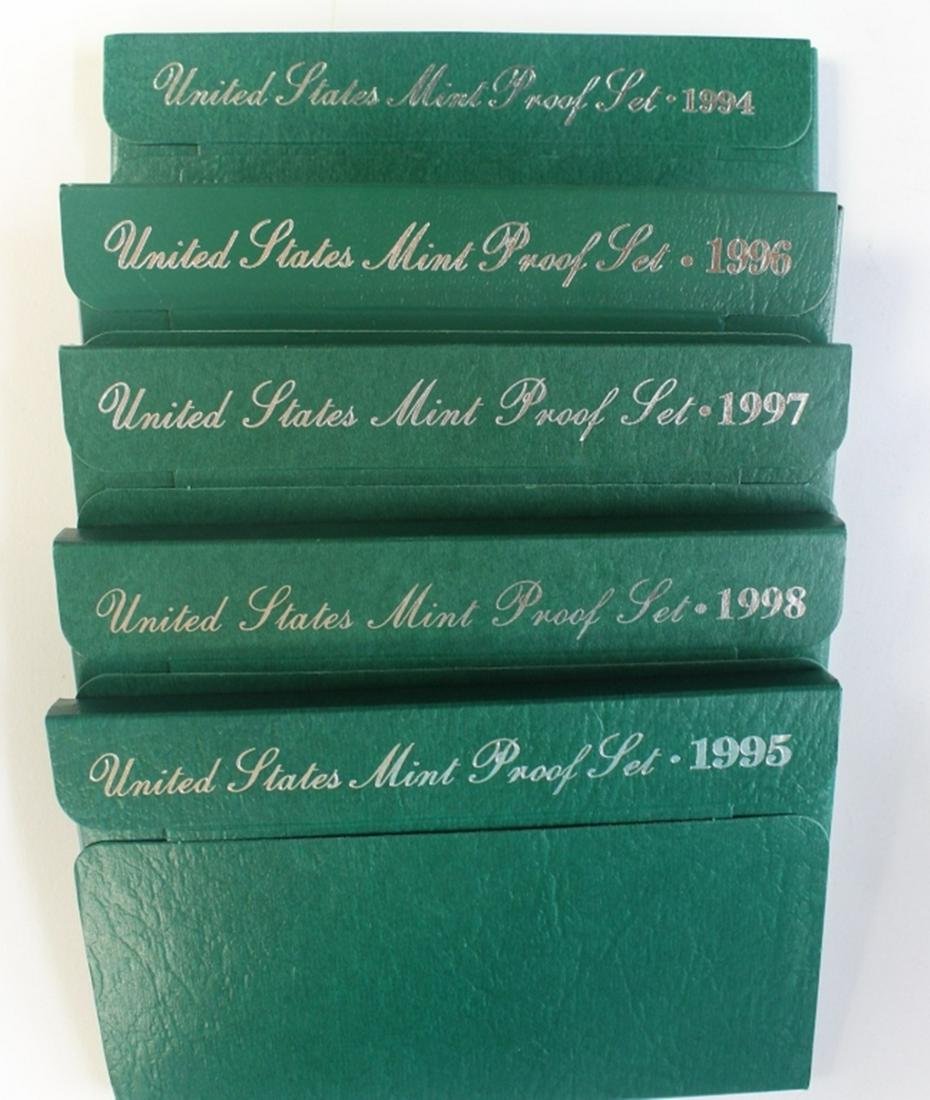 United States Mint Proof Set · 1994
United States Mint Proof Set · 1996
United States Mint Proof Set · 1997
United States Mint Proof Set · 1998
United States Mint Proof Set · 1995